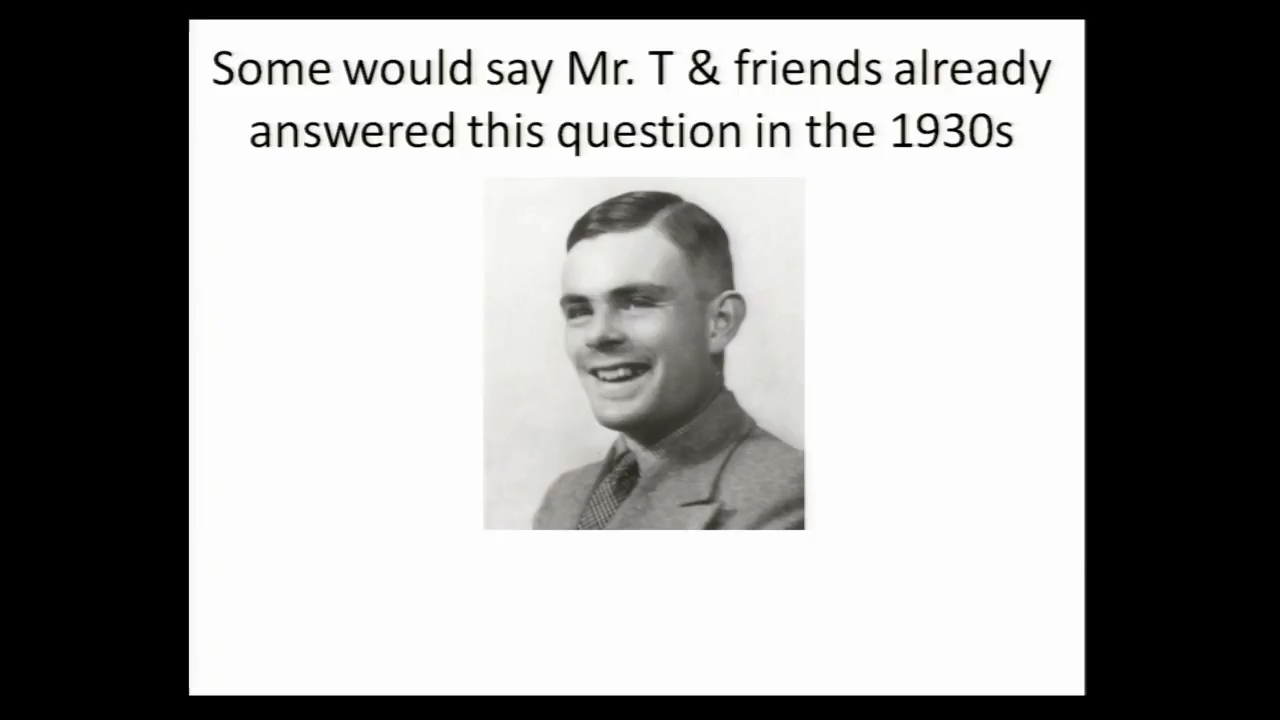 Some would say Mr. T & friends already
answered this question in the 1930s